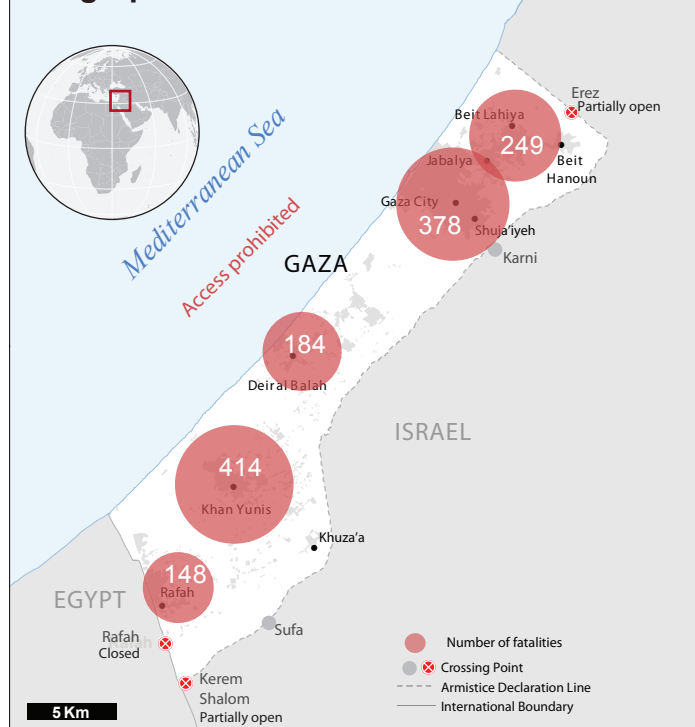 Mediterranean Sea
Access prohibited
GAZA
Erez
Partially open
Beit Lahiya
249
Jabalya
Beit
Hanoun
Gaza City
378
Shuja'iyeh
Karni
184
Deiral Balah
ISRAEL
414
Khan Yunis
Khuza'a
148
Rafah
EGYPT
Sufa
Rafah
Closed
Kerem
Shalom
Partially open
5 Km
Number of fatalities
Crossing Point
Armistice Declaration Line
International Boundary